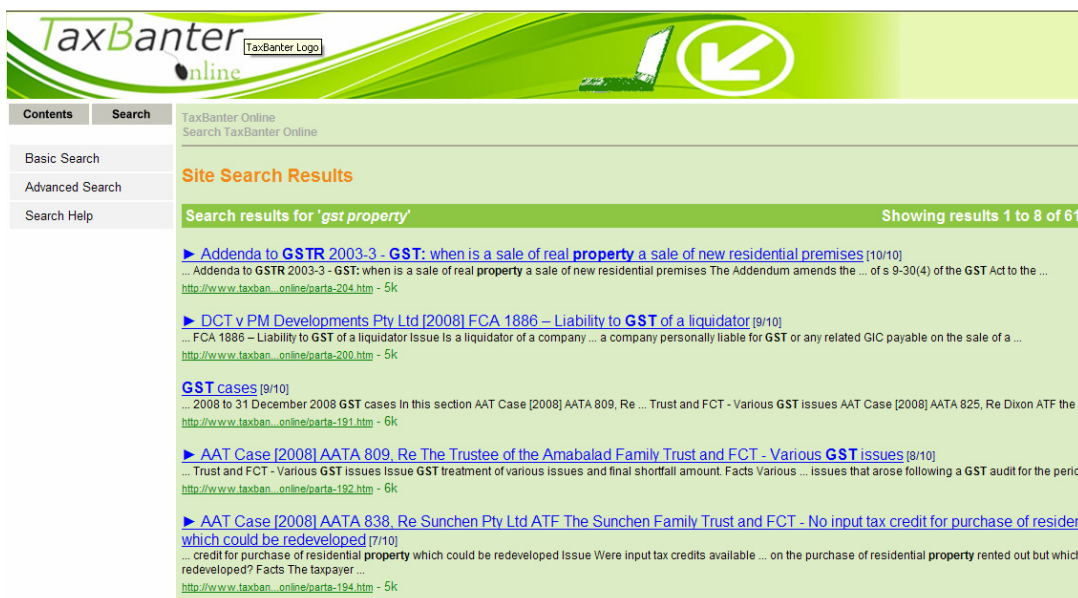 TaxBanter
Online
TaxBanter Logo
Contents
Search
TaxBanter Online
Search TaxBanter Online
Basic Search
Advanced Search
Search Help
Site Search Results
Search results for 'gst property'
Showing results 1 to 8 of 61
► Addenda to GSTR 2003-3 - GST: when is a sale of real property a sale of new residential premises [10/10]
... Addenda to GSTR 2003-3 - GST: when is a sale of real property a sale of new residential premises The Addendum amends the ... of s 9-30(4) of the GST Act to the ...
http://www.taxban...online/parta-204.htm - 5k
► DCT v PM Developments Pty Ltd [2008] FCA 1886 – Liability to GST of a liquidator [9/10]
... FCA 1886 – Liability to GST of a liquidator Issue Is a liquidator of a company ... a company personally liable for GST or any related GIC payable on the sale of a ...
http://www.taxban...online/parta-200.htm - 5k
GST cases [9/10]
... 2008 to 31 December 2008 GST cases In this section AAT Case [2008] AATA 809, Re ... Trust and FCT - Various GST issues AAT Case [2008] AATA 825, Re Dixon ATF the
http://www.taxban...online/parta-191.htm - 6k
► AAT Case [2008] AATA 809, Re The Trustee of the Amabalad Family Trust and FCT - Various GST issues [8/10]
... Trust and FCT - Various GST issues Issue GST treatment of various issues and final shortfall amount. Facts Various ... issues that arose following a GST audit for the
http://www.taxban...online/parta-192.htm - 6k
► AAT Case [2008] AATA 838, Re Sunchen Pty Ltd ATF The Sunchen Family Trust and FCT - No input tax credit for purchase of
which could be redeveloped [7/10]
... credit for purchase of residential property which could be redeveloped Issue Were input tax credits available ... on the purchase of residential property rented out but
redeveloped? Facts The taxpayer ...
http://www.taxban...online/parta-194.htm - 5k